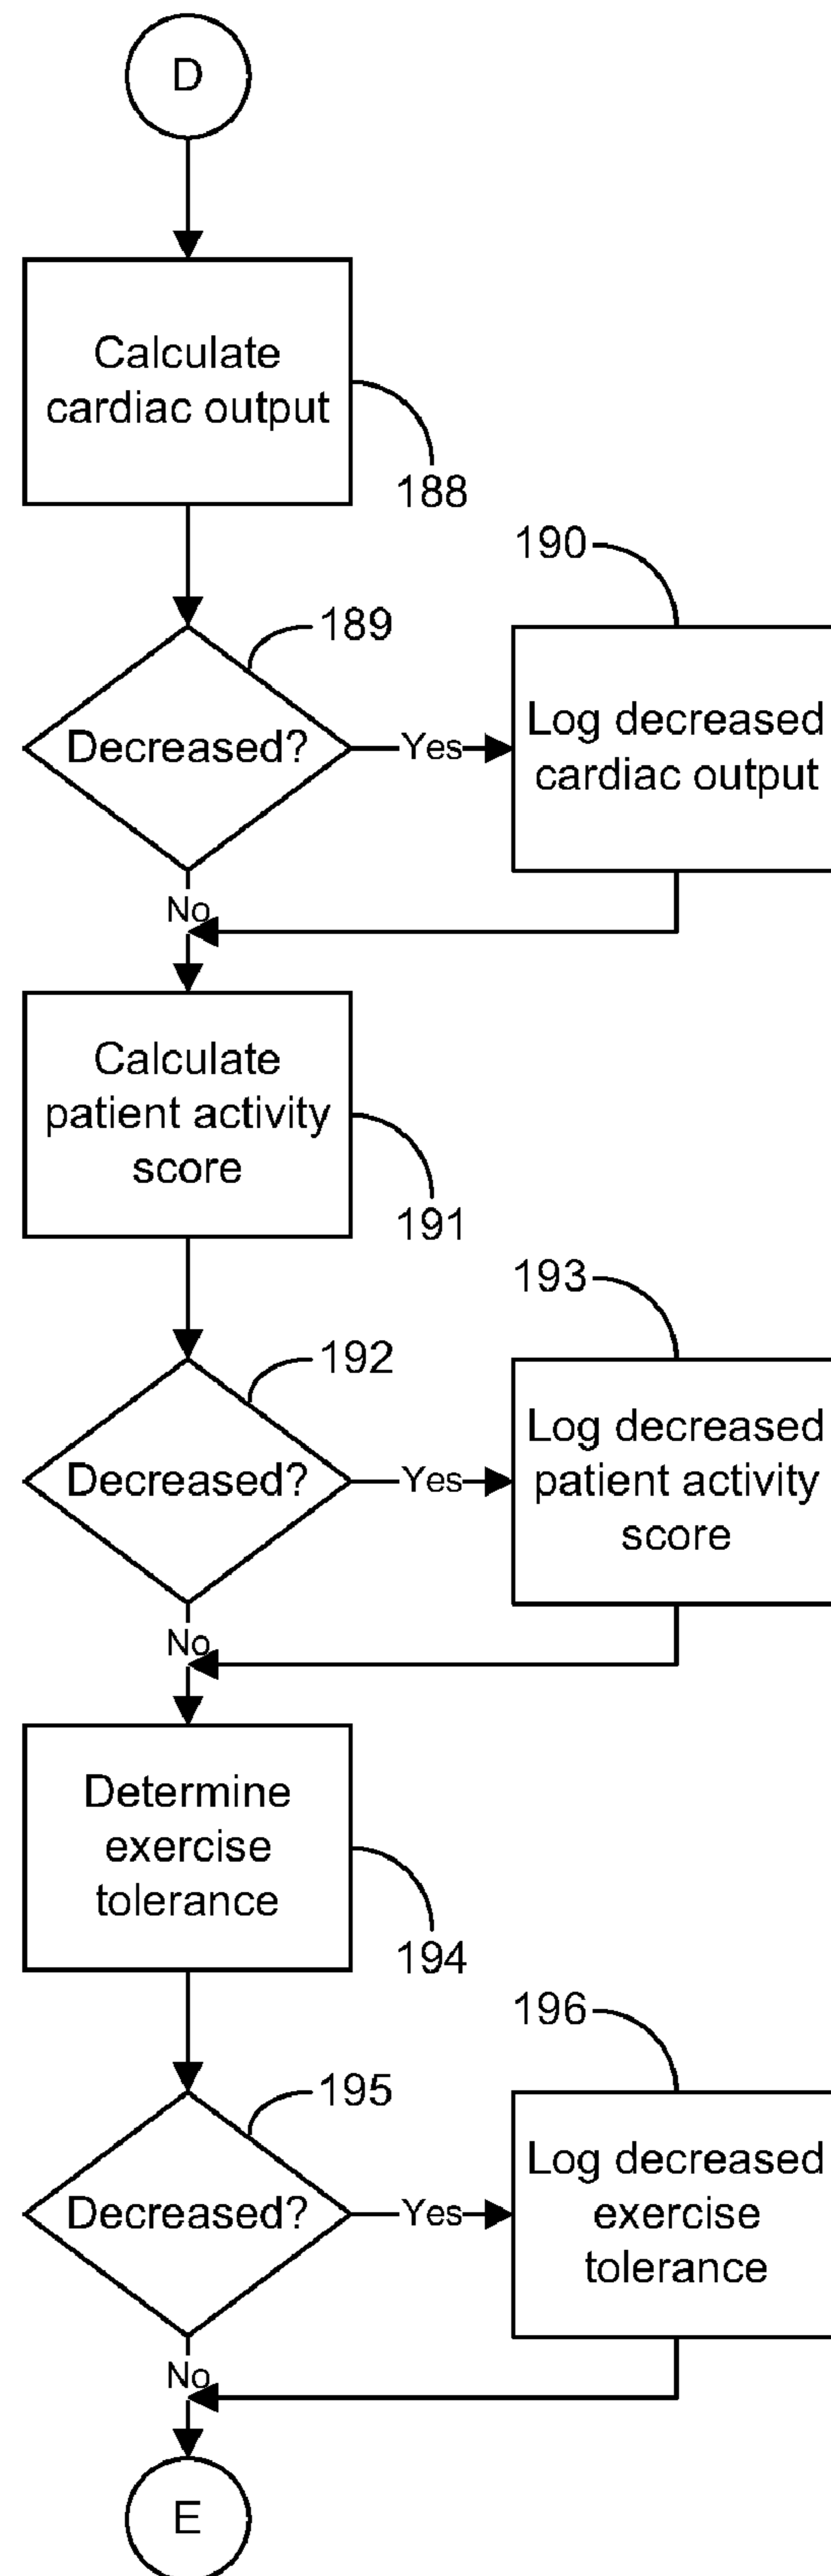 D
Calculate
cardiac output
188
190
189
Decreased?
Yes
Log decreased
cardiac output
No
Calculate
patient activity
score
191
193
192
Decreased?
Yes
Log decreased
patient activity
score
No
Determine
exercise
tolerance
194
196
195
Decreased?
Yes
Log decreased
exercise
tolerance
No
E